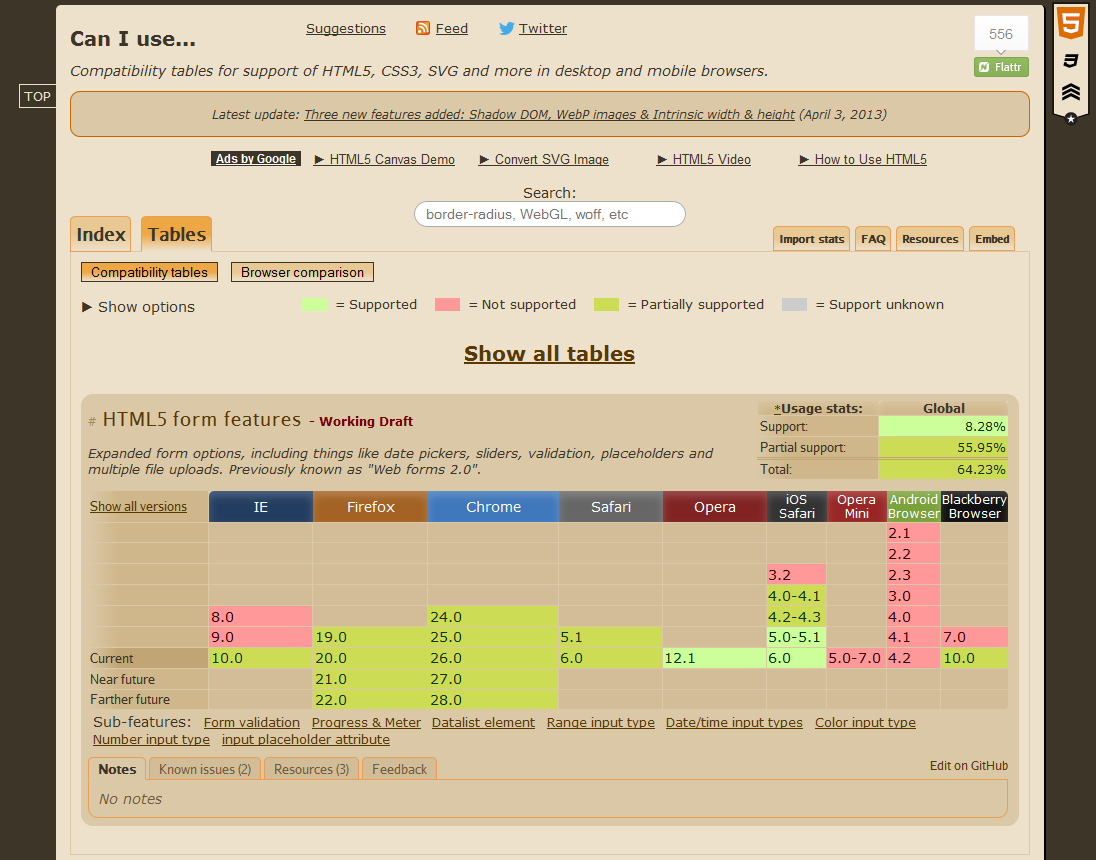 Can I use...
Suggestions Feed Twitter
556
Flattr
5
3
Compatibility tables for support of HTML5, CSS3, SVG and more in desktop and mobile browsers.
TOP
Latest update: Three new features added: Shadow DOM, WebP images & Intrinsic width & height (April 3, 2013)
Ads by Google ► HTML5 Canvas Demo ► Convert SVG Image ► HTML5 Video ► How to Use HTML5
Search:
border-radius, WebGL, woff, etc
Index Tables Import stats FAQ Resources Embed
Compatibility tables Browser comparison
► Show options = Supported = Not supported = Partially supported = Support unknown
Show all tables
# HTML5 form features - Working Draft
Expanded form options, including things like date pickers, sliders, validation, placeholders and
multiple file uploads. Previously known as "Web forms 2.0".
*Usage stats: Global
Support: 8.28%
Partial support: 55.95%
Total: 64.23%
Show all versions IE Firefox Chrome Safari Opera iOS Safari Opera Mini Android Browser Blackberry Browser
2.1
2.2
3.2 2.3
4.0-4.1 3.0
8.0 24.0 4.2-4.3 4.0
9.0 19.0 25.0 5.1 5.0-5.1 4.1 7.0
Current 10.0 20.0 26.0 6.0 12.1 6.0 5.0-7.0 4.2 10.0
Near future 21.0 27.0
Farther future 22.0 28.0
Sub-features: Form validation Progress & Meter Datalist element Range input type Date/time input types Color input type
Number input type input placeholder attribute
Notes Known issues (2) Resources (3) Feedback Edit on GitHub
No notes